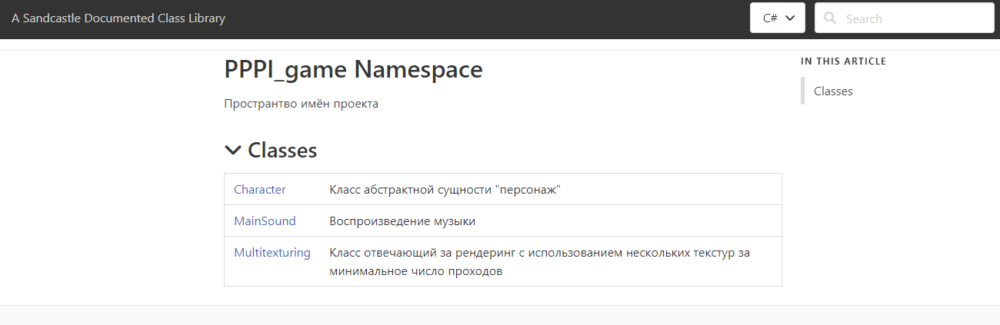 A Sandcastle Documented Class Library
C#
Search
PPPI_game Namespace
Пространтво имён проекта
Classes
Character Класс абстрактной сущности "персонаж"
MainSound Воспроизведение музыки
Multitexturing Класс отвечающий за рендеринг с использованием нескольких текстур за
минимальное число проходов
IN THIS ARTICLE
Classes